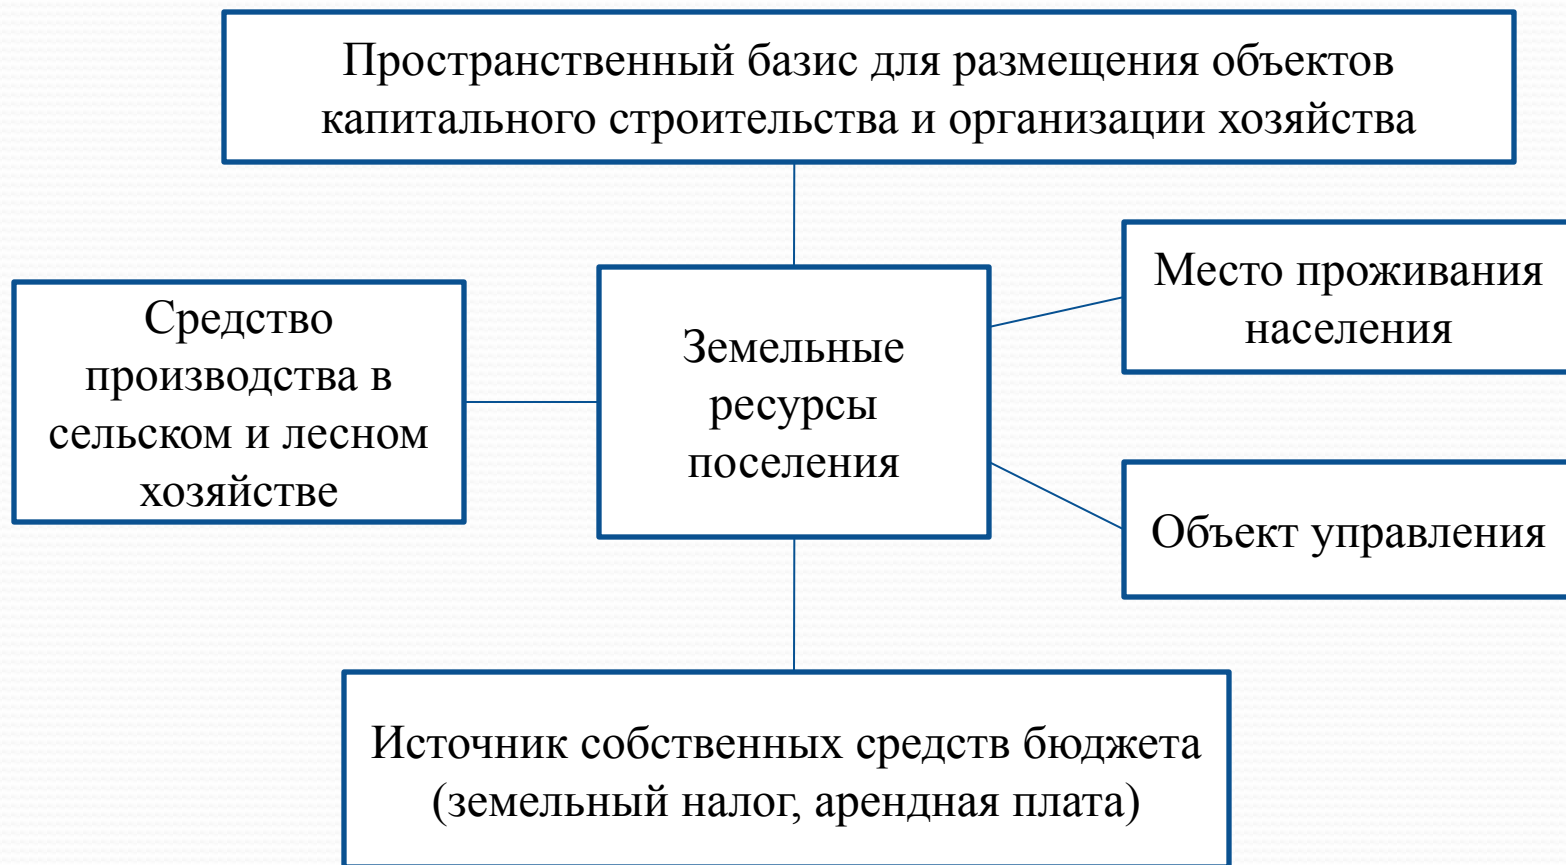 Пространственный базис для размещения объектов
капитального строительства и организации хозяйства
Место проживания
населения
Средство
производства в
сельском и лесном
хозяйстве
Земельные
ресурсы
поселения
Объект управления
Источник собственных средств бюджета
(земельный налог, арендная плата)